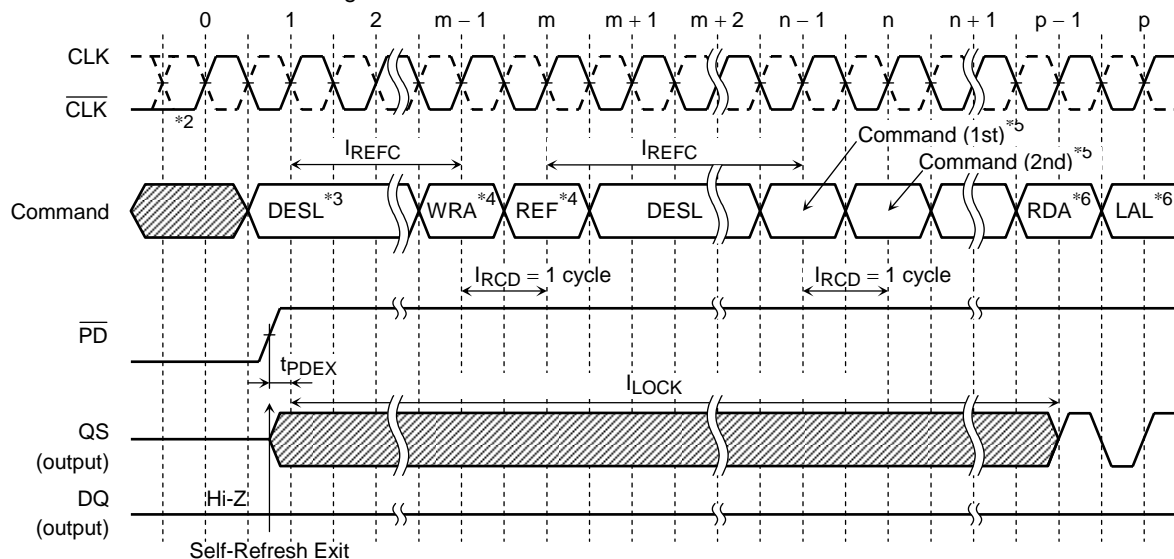 0 1 2 m − 1 m m + 1 m + 2 n − 1 n n + 1 p − 1 p
CLK
CLK
*2
IREFC IREFC
Command (1st)*5
Command (2nd)*5
Command DESL*3 WRA*4 REF*4 DESL RDA*6 LAL*6
IRCD = 1 cycle IRCD = 1 cycle
PD
tPDEX
ILOCK
QS
(output)
Hi-Z
DQ
(output)
Self-Refresh Exit